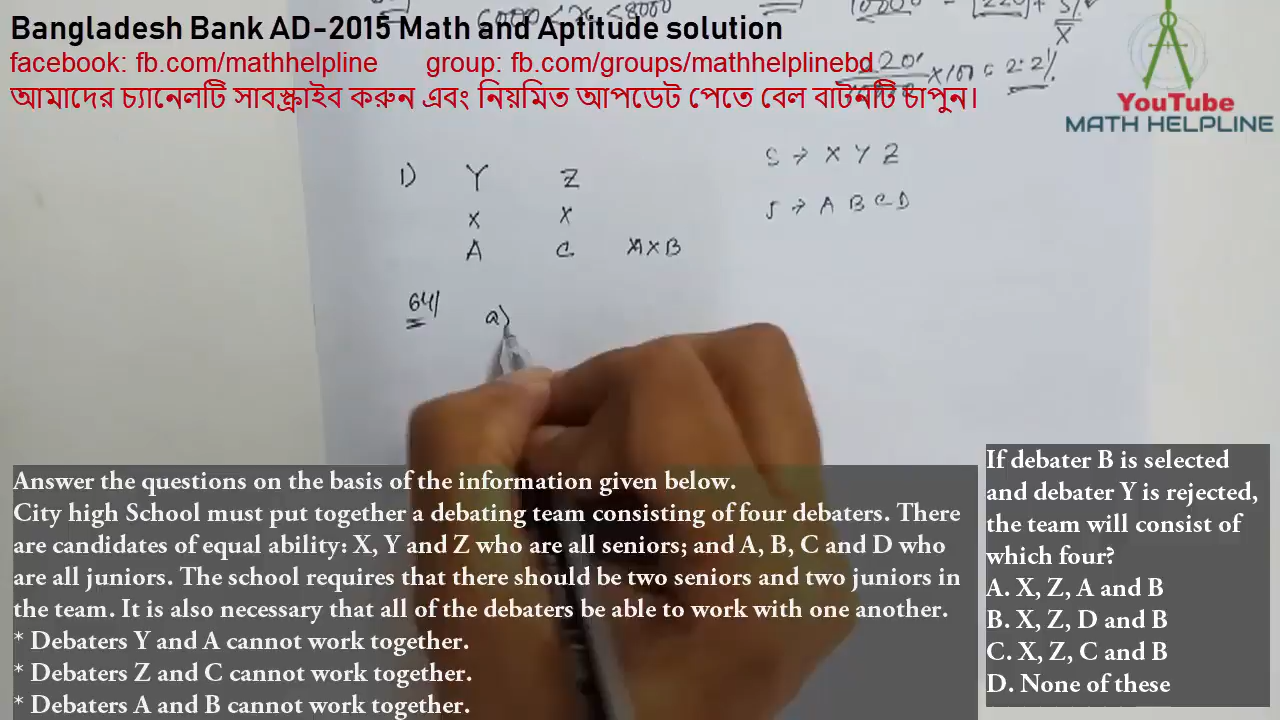 Bangladesh Bank AD-2015 Math and Aptitude solution
facebook: fb.com/mathhelpline group: fb.com/groups/mathhelplinebd
আমাদের চ্যানেলটি সাবস্ক্রাইব করুন এবং নিয়মিত আপডেট পেতে বেল বাটনটি চাপুন।
YouTube
MATH HELPLINE
6000 < x < 8000
X
x 100 = 2.2%
S → X Y Z
J → A B C D
1) Y Z
x x
A C A x B
64/ a)
Answer the questions on the basis of the information given below.
City high School must put together a debating team consisting of four debaters. There
are candidates of equal ability: X, Y and Z who are all seniors; and A, B, C and D who
are all juniors. The school requires that there should be two seniors and two juniors in
the team. It is also necessary that all of the debaters be able to work with one another.
* Debaters Y and A cannot work together.
* Debaters Z and C cannot work together.
* Debaters A and B cannot work together.
If debater B is selected
and debater Y is rejected,
the team will consist of
which four?
A. X, Z, A and B
B. X, Z, D and B
C. X, Z, C and B
D. None of these